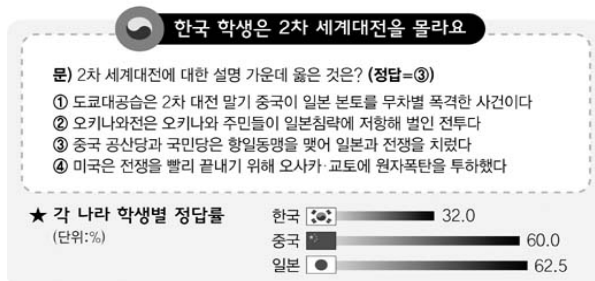 한국 학생은 2차 세계대전을 몰라요
문) 2차 세계대전에 대한 설명 가운데 옳은 것은? (정답=③)
① 도쿄대공습은 2차 대전 말기 중국이 일본 본토를 무차별 폭격한 사건이다
② 오키나와전은 오키나와 주민들이 일본침략에 저항해 벌인 전투다
③ 중국 공산당과 국민당은 항일동맹을 맺어 일본과 전쟁을 치렀다
④ 미국은 전쟁을 빨리 끝내기 위해 오사카·교토에 원자폭탄을 투하했다
★ 각 나라 학생별 정답률
(단위:%)
한국 32.0
중국 60.0
일본 62.5